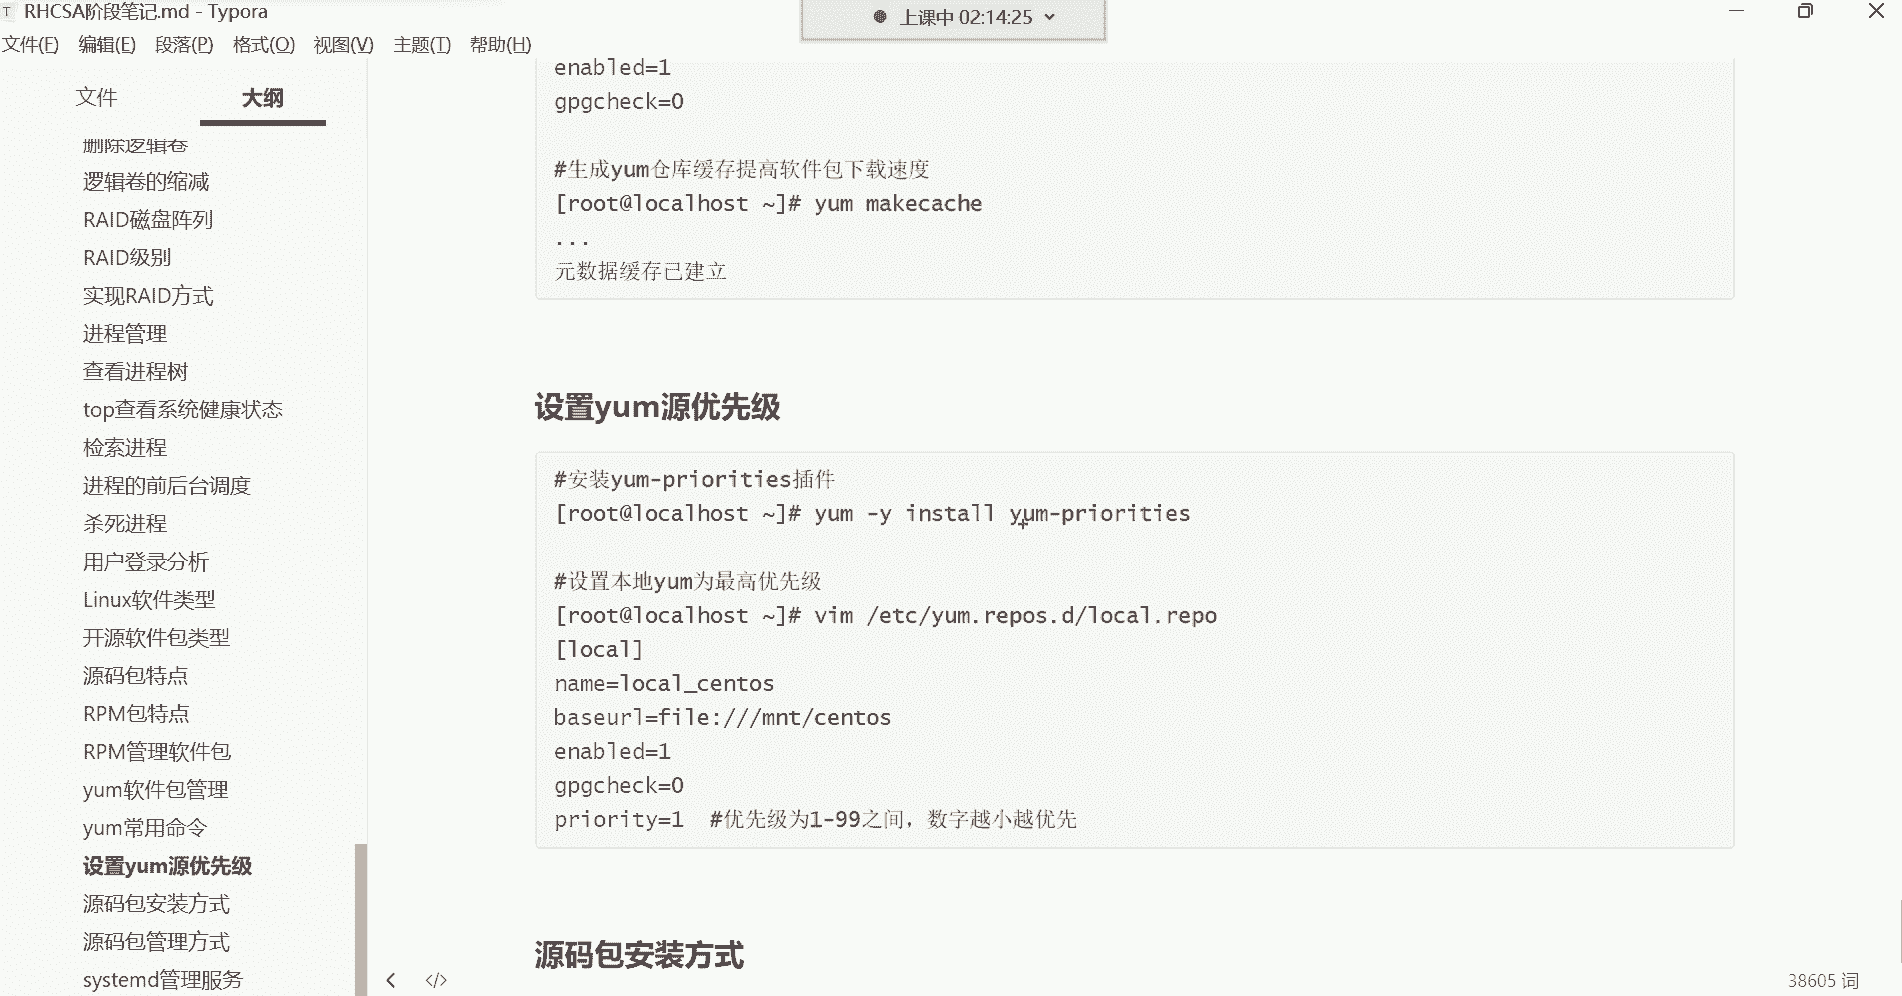 RHCSA阶段笔记.md - Typora
上课中 02:14:25
文件(F) 编辑(E) 段落(P) 格式(O) 视图(V) 主题(T) 帮助(H)
文件 大纲
删除逻辑卷
逻辑卷的缩减
RAID磁盘阵列
RAID级别
实现RAID方式
进程管理
查看进程树
top查看系统健康状态
检索进程
进程的前后台调度
杀死进程
用户登录分析
Linux软件类型
开源软件包类型
源码包特点
RPM包特点
RPM管理软件包
yum软件包管理
yum常用命令
设置yum源优先级
源码包安装方式
源码包管理方式
systemd管理服务
enabled=1
gpgcheck=0
#生成yum仓库缓存提高软件包下载速度
[root@localhost ~]# yum makecache
...
元数据缓存已建立
设置yum源优先级
#安装yum-priorities插件
[root@localhost ~]# yum -y install yum-priorities
#设置本地yum为最高优先级
[root@localhost ~]# vim /etc/yum.repos.d/local.repo
[local]
name=local_centos
baseurl=file:///mnt/centos
enabled=1
gpgcheck=0
priority=1  #优先级为1-99之间，数字越小越优先
源码包安装方式
38605 词